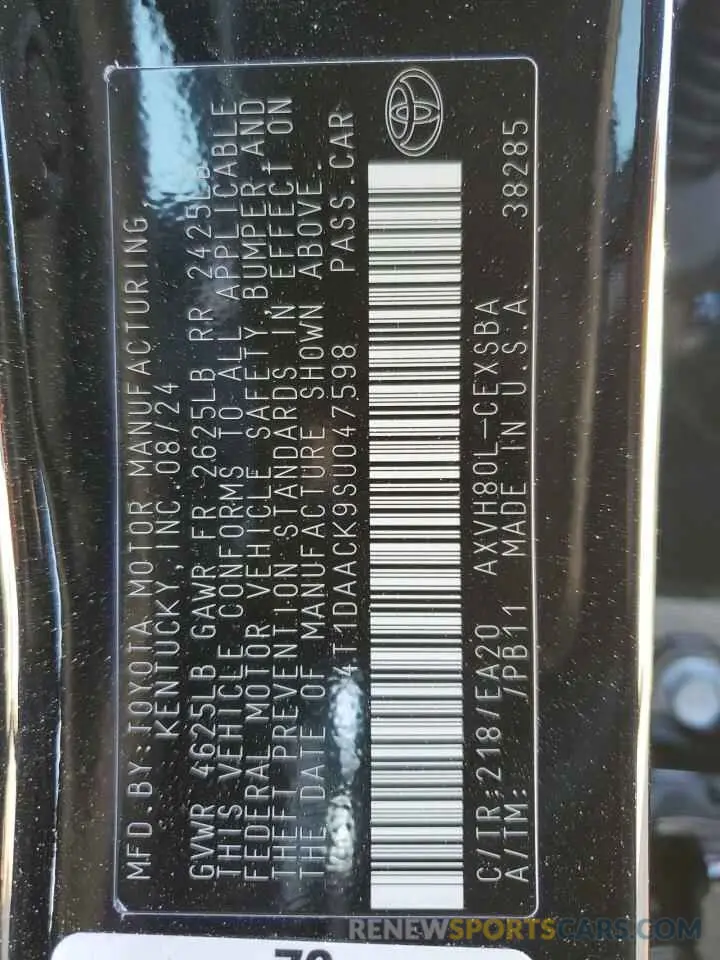 MFD.BY:TOYOTA MOTOR MANUFACTURING,
KENTUCKY,INC.08/24
GVWR 4625LB GAWR FR 2625LB RR 2425LB
THIS VEHICLE CONFORMS TO ALL APPLICABLE
FEDERAL MOTOR VEHICLE SAFETY,BUMPER,AND
THEFT PREVENTION STANDARDS IN EFFECT ON
THE DATE OF MANUFACTURE SHOWN ABOVE.
4T1DAACK9SU047598 PASS.CAR
C/TR:218/EA20 AXVH80L-CEXSBA
A/TM: /PB11 MADE IN U.S.A. 38285
RENEWSPORTSCARS.COM